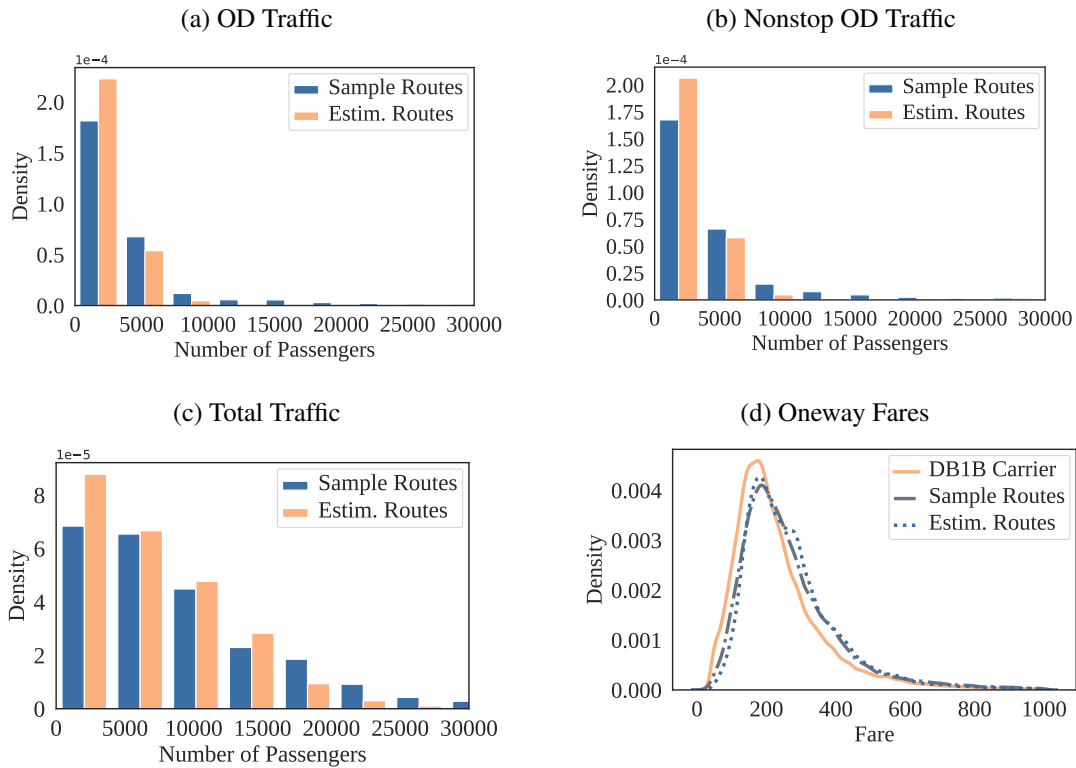 (a) OD Traffic
1e−4
Density
2.0
1.5
1.0
0.5
0.0
0 5000 10000 15000 20000 25000 30000
Number of Passengers
Sample Routes
Estim. Routes
(b) Nonstop OD Traffic
1e−4
Density
2.00
1.75
1.50
1.25
1.00
0.75
0.50
0.25
0.00
0 5000 10000 15000 20000 25000 30000
Number of Passengers
Sample Routes
Estim. Routes
(c) Total Traffic
1e−5
Density
8
6
4
2
0
0 5000 10000 15000 20000 25000 30000
Number of Passengers
Sample Routes
Estim. Routes
(d) Oneway Fares
Density
0.004
0.003
0.002
0.001
0.000
0 200 400 600 800 1000
Fare
DB1B Carrier
Sample Routes
Estim. Routes